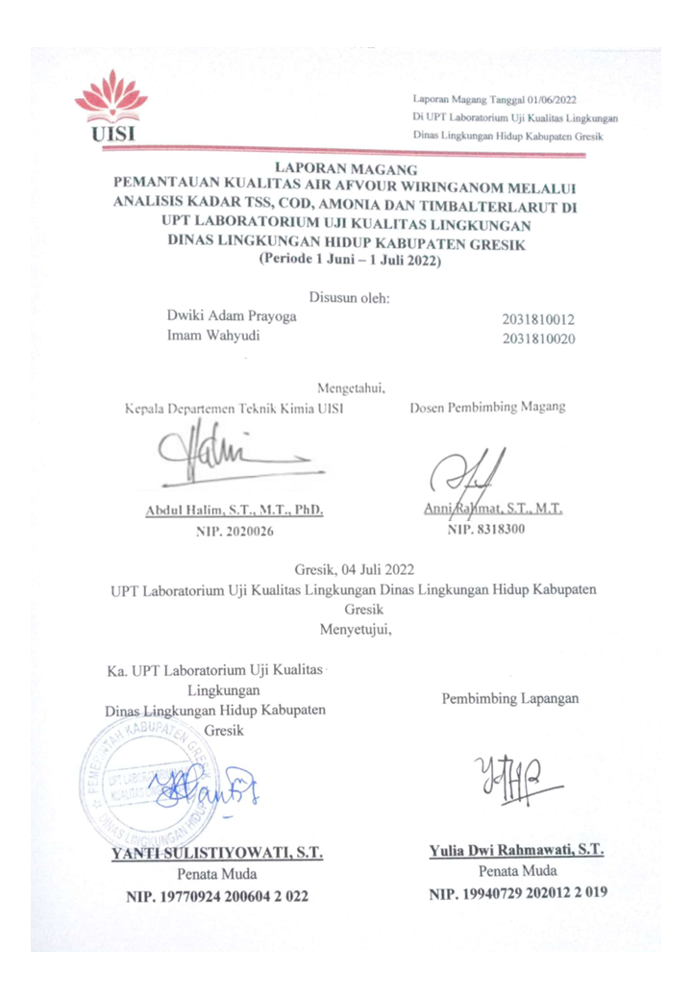 UISI
Laporan Magang Tanggal 01/06/2022
Di UPT Laboratorium Uji Kualitas Lingkungan
Dinas Lingkungan Hidup Kabupaten Gresik
LAPORAN MAGANG
PEMANTAUAN KUALITAS AIR AFVOUR WIRINGANOM MELALUI
ANALISIS KADAR TSS, COD, AMONIA DAN TIMBALTERLARUT DI
UPT LABORATORIUM UJI KUALITAS LINGKUNGAN
DINAS LINGKUNGAN HIDUP KABUPATEN GRESIK
(Periode 1 Juni – 1 Juli 2022)
Disusun oleh:
Dwiki Adam Prayoga 2031810012
Imam Wahyudi 2031810020
Mengetahui,
Kepala Departemen Teknik Kimia UISI
Dosen Pembimbing Magang
Abdul Halim, S.T., M.T., PhD.
NIP. 2020026
Anni Rahmat, S.T., M.T.
NIP. 8318300
Gresik, 04 Juli 2022
UPT Laboratorium Uji Kualitas Lingkungan Dinas Lingkungan Hidup Kabupaten
Gresik
Menyetujui,
Ka. UPT Laboratorium Uji Kualitas
Lingkungan
Dinas Lingkungan Hidup Kabupaten
Gresik
Pembimbing Lapangan
PEMERINTAH KABUPATEN GRESIK
DINAS LINGKUNGAN HIDUP
YANTI SULISTIYOWATI, S.T.
Penata Muda
NIP. 19770924 200604 2 022
Yulia Dwi Rahmawati, S.T.
Penata Muda
NIP. 19940729 202012 2 019